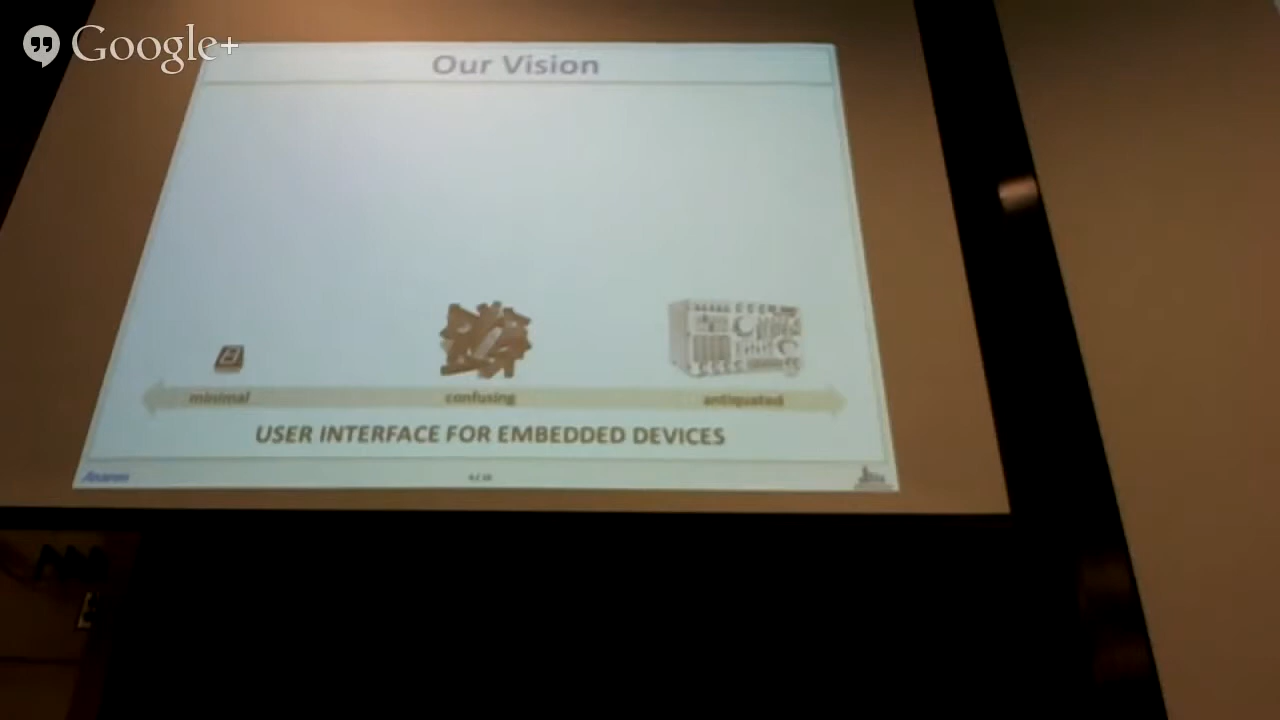 Google+
Our Vision
minimal confusing antiquated
USER INTERFACE FOR EMBEDDED DEVICES